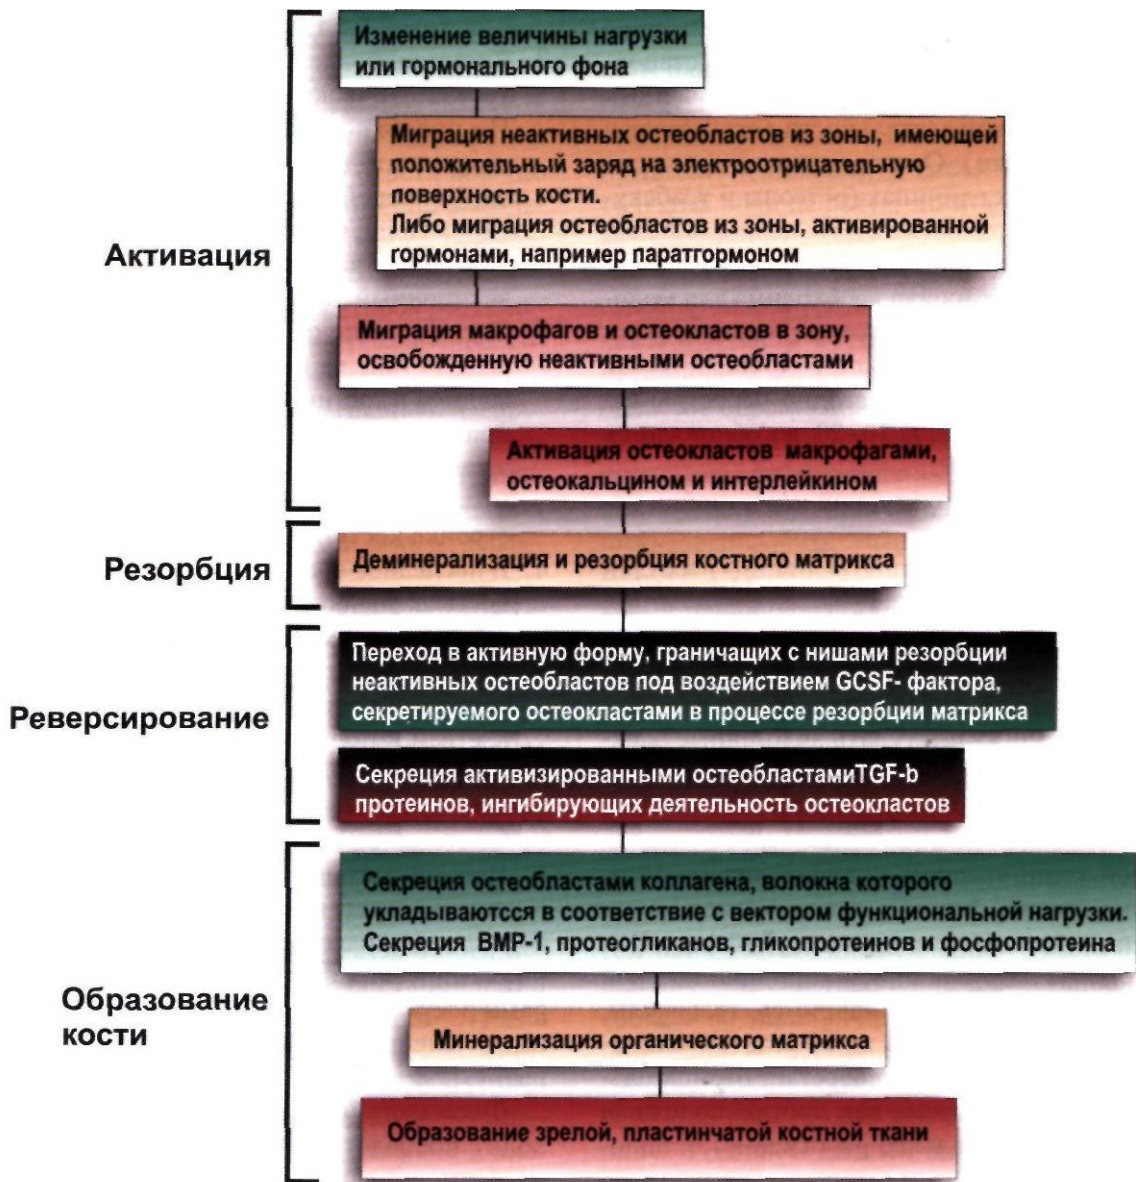 Изменение величины нагрузки
или гормонального фона
Активация
Миграция неактивных остеобластов из зоны, имеющей
положительный заряд на электроотрицательную
поверхность кости.
Либо миграция остеобластов из зоны, активированной
гормонами, например паратгормоном
Миграция макрофагов и остеокластов в зону,
освобожденную неактивными остеобластами
Активация остеокластов макрофагами,
остеокальцином и интерлейкином
Резорбция
Деминерализация и резорбция костного матрикса
Реверсирование
Переход в активную форму, граничащих с нишами резорбции
неактивных остеобластов под воздействием GCSF- фактора,
секретируемого остеокластами в процессе резорбции матрикса
Секреция активизированными остеобластамиTGF-b
протеинов, ингибирующих деятельность остеокластов
Образование
кости
Секреция остеобластами коллагена, волокна которого
укладываютсся в соответствие с вектором функциональной нагрузки.
Секреция BMP-1, протеогликанов, гликопротеинов и фосфопротеина
Минерализация органического матрикса
Образование зрелой, пластинчатой костной ткани